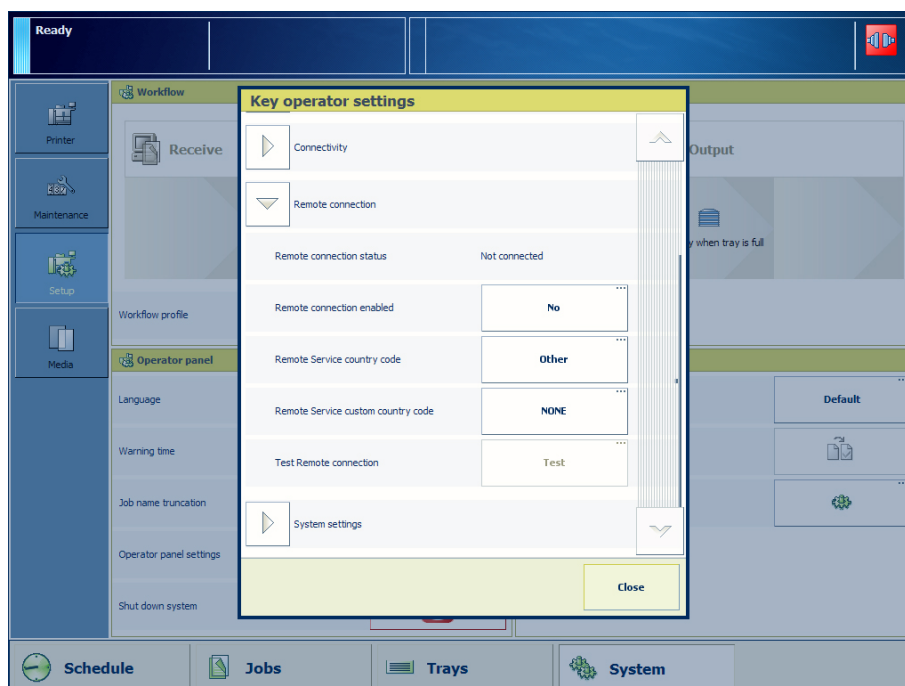 Ready
Workflow
Key operator settings
Printer
Receive
Connectivity
Output
Maintenance
Remote connection
y when tray is full
Remote connection status
Not connected
Setup
Remote connection enabled
No
Workflow profile
Remote Service country code
Other
Media
Operator panel
Language
Remote Service custom country code
NONE
Default
Warning time
Test Remote connection
Test
Job name truncation
System settings
Operator panel settings
Close
Shut down system
Schedule
Jobs
Trays
System